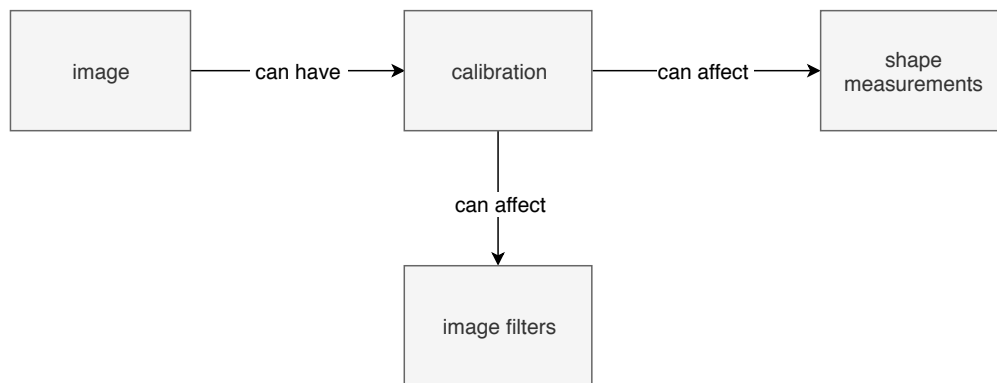 image
can have
calibration
can affect
shape
measurements
can affect
image filters